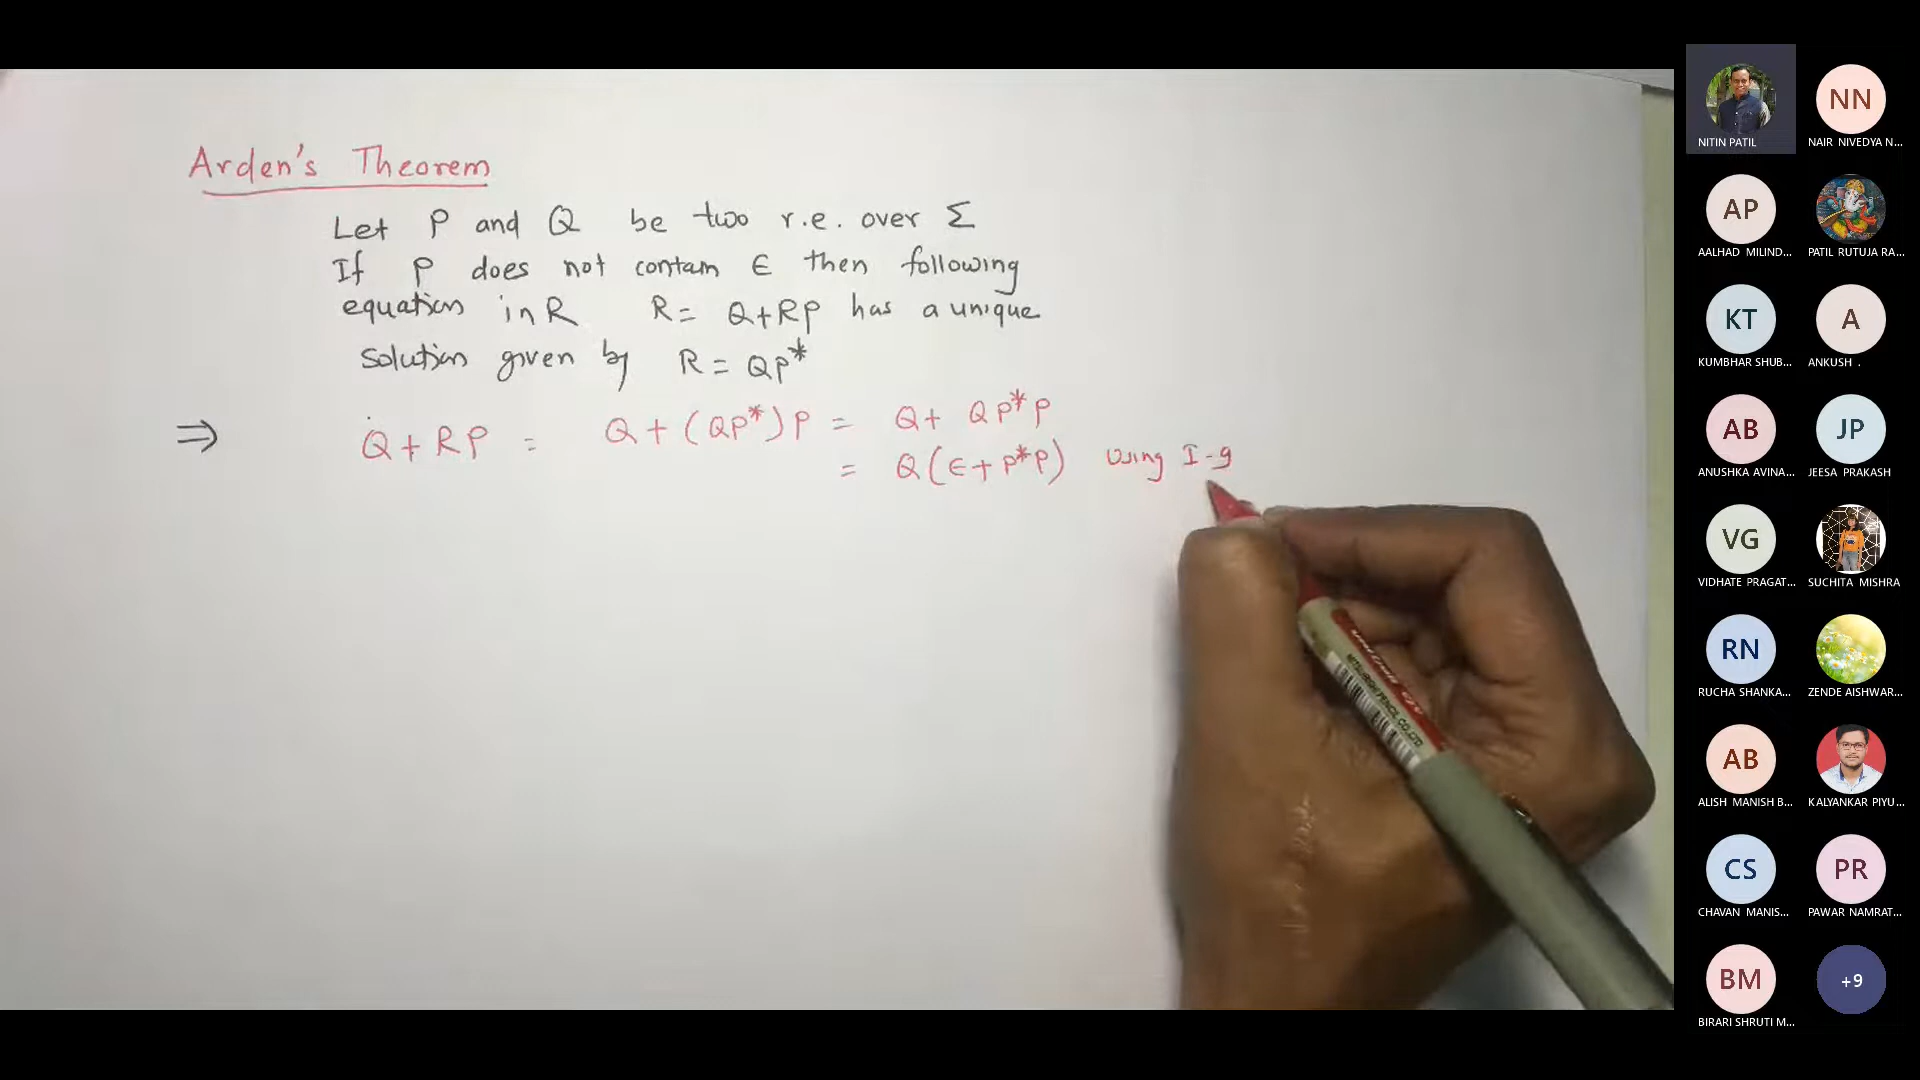 Arden's Theorem
Let P and Q be two r.e. over Σ
If P does not contain ϵ then following
equation in R R = Q+RP has a unique
solution given by R = QP*
⇒ Q + RP = Q + (QP*)P = Q + QP*P
= Q(ϵ + P*P) Using I-9
NITIN PATIL
NN
NAIR NIVEDYA N...
AP
AALHAD MILIND...
PATIL RUTUJA RA...
KT
KUMBHAR SHUB...
A
ANKUSH .
AB
ANUSHKA AVINA...
JP
JEESA PRAKASH
VG
VIDHATE PRAGAT...
SUCHITA MISHRA
RN
RUCHA SHANKA...
ZENDE AISHWAR...
AB
ALISH MANISH B...
KALYANKAR PIYU...
CS
CHAVAN MANIS...
PR
PAWAR NAMRAT...
BM
BIRARI SHRUTI M...
+9